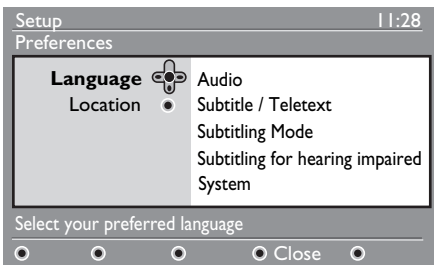 Setup 11:28
Preferences
Language Audio
Location Subtitle / Teletext
Subtitling Mode
Subtitling for hearing impaired
System
Select your preferred language
Close